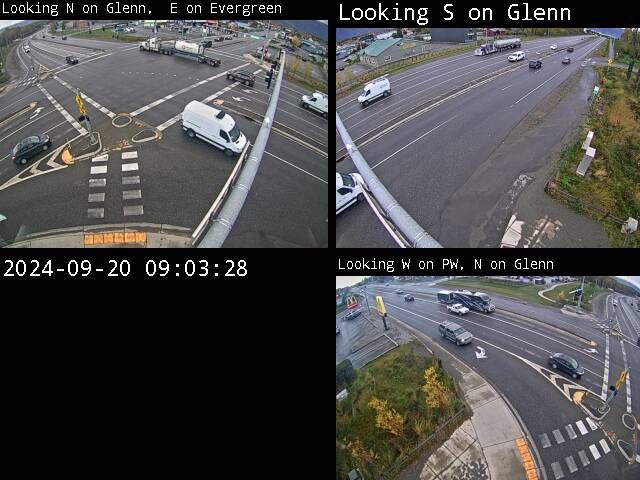 Looking N on Glenn, E on Evergreen
Looking S on Glenn
2024-09-20 09:03:28
Looking W on PW, N on Glenn